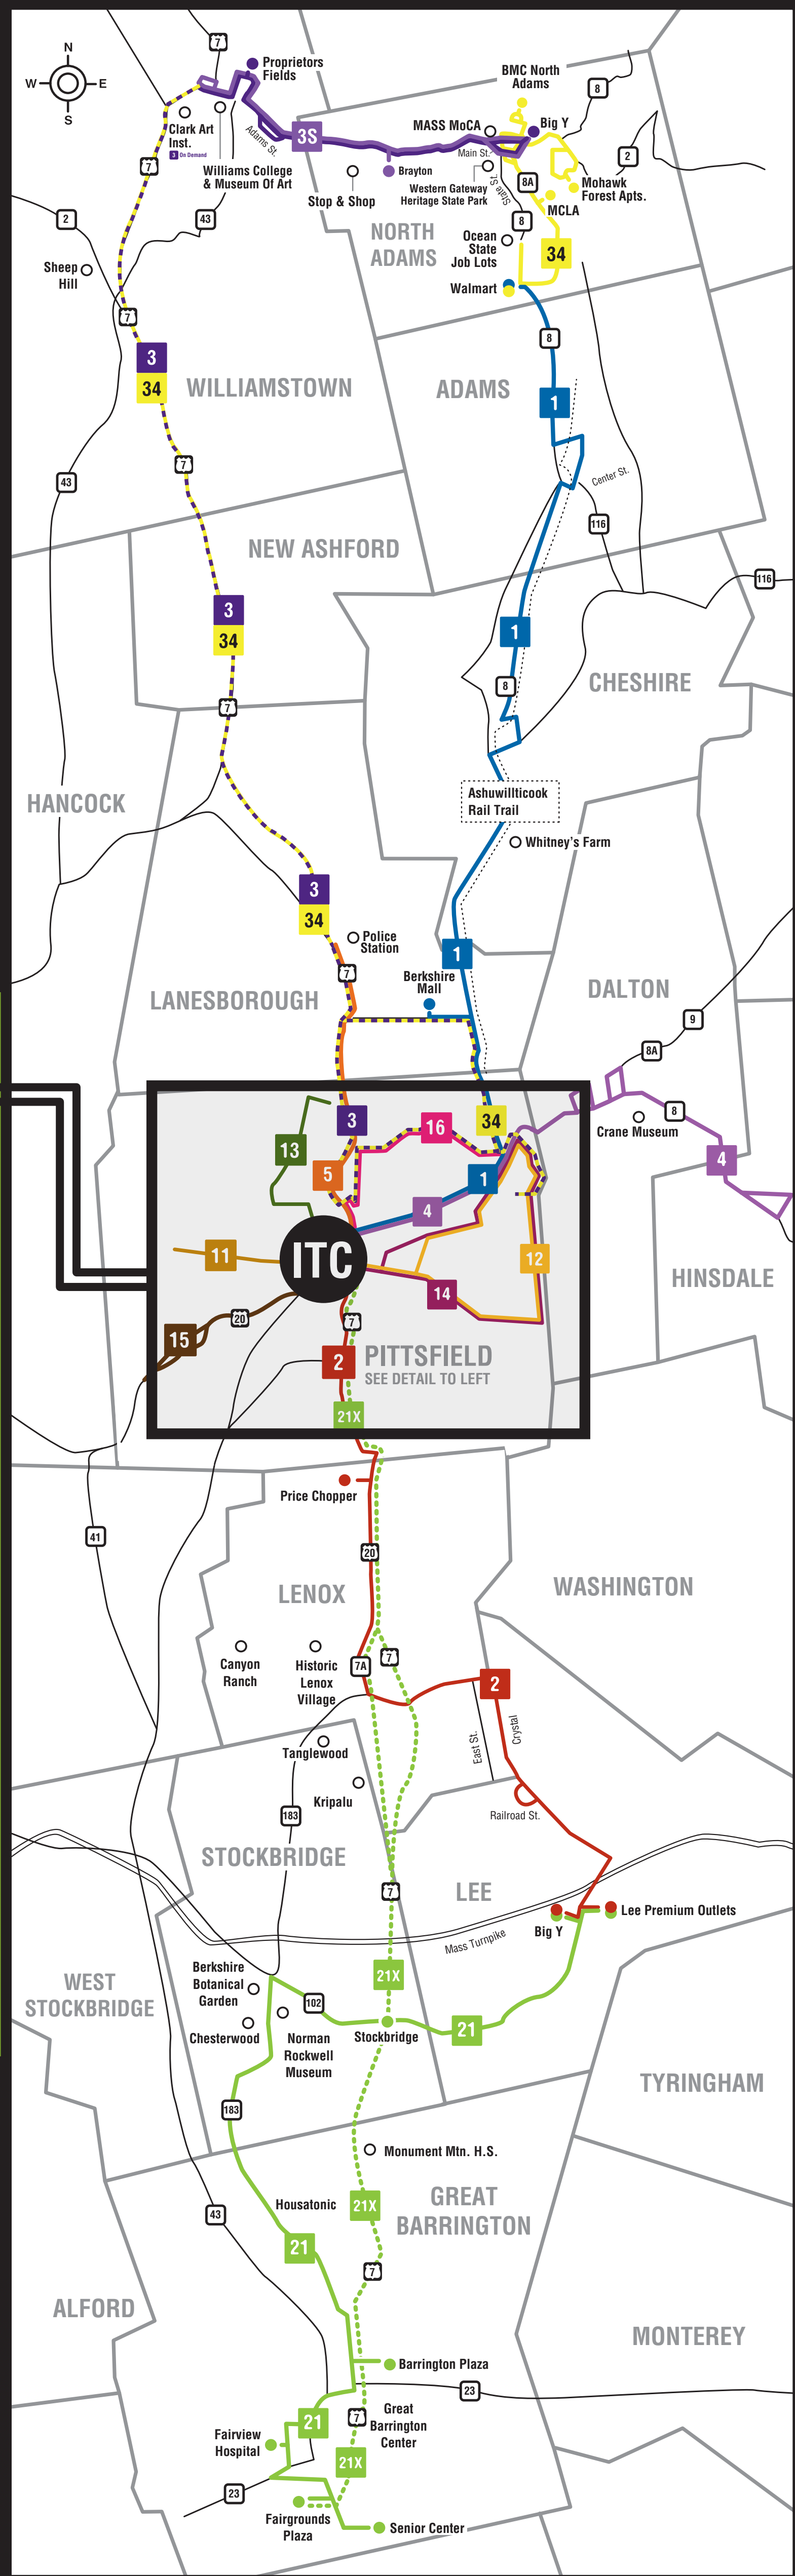 N
W
E
S
7
Proprietors
Fields
Clark Art
Inst.
3 On Demand
Williams College
& Museum Of Art
Adams St.
3S
Stop & Shop
Brayton
BMC North
Adams
MASS MoCA
Big Y
Main St.
State St.
Western Gateway
Heritage State Park
8
2
8A
Mohawk
Forest Apts.
MCLA
8
Ocean
State
Job Lots
34
Walmart
NORTH
ADAMS
7
2
43
Sheep
Hill
7
3
34
WILLIAMSTOWN
8
ADAMS
1
7
43
Center St.
116
NEW ASHFORD
116
3
34
1
7
8
CHESHIRE
HANCOCK
Ashuwillticook
Rail Trail
Whitney's Farm
3
34
Police
Station
7
1
Berkshire
Mall
LANESBOROUGH
DALTON
9
8A
8
Crane Museum
4
3
16
34
13
5
1
4
11
ITC
12
14
HINSDALE
20
15
7
2
PITTSFIELD
SEE DETAIL TO LEFT
21X
Price Chopper
41
20
LENOX
WASHINGTON
Canyon
Ranch
Historic
Lenox
Village
7A
7
2
East St.
Crystal
Tanglewood
Kripalu
Railroad St.
183
STOCKBRIDGE
LEE
7
Lee Premium Outlets
Big Y
Mass Turnpike
WEST
STOCKBRIDGE
Berkshire
Botanical
Garden
21X
102
Chesterwood
Norman
Rockwell
Museum
Stockbridge
21
TYRINGHAM
183
Monument Mtn. H.S.
Housatonic
21X
GREAT
BARRINGTON
43
21
7
ALFORD
MONTEREY
Barrington Plaza
23
21
7
Great
Barrington
Center
Fairview
Hospital
21X
23
Fairgrounds
Plaza
Senior Center